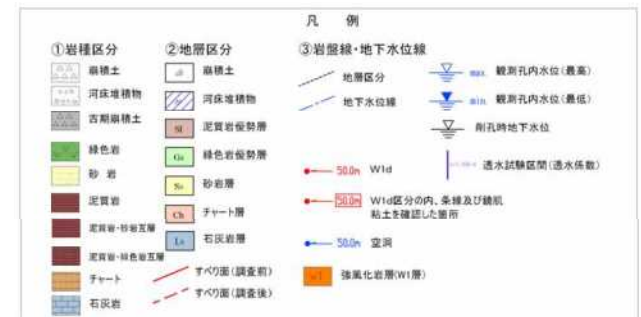 凡 例
①岩種区分
崩積土
河床堆積物
古期崩積土
緑色岩
砂 岩
泥質岩
泥質岩・砂岩互層
泥質岩・緑色岩互層
チャート
石灰岩
②地層区分
崩積土
河床堆積物
Sl 泥質岩優勢層
Gs 緑色岩優勢層
Ss 砂岩層
Ch チャート層
Ls 石灰岩層
すべり面(調査前)
すべり面(調査後)
③岩盤線・地下水位線
地層区分
地下水位線
max. 観測孔内水位(最高)
min. 観測孔内水位(最低)
削孔時地下水位
透水試験区間(透水係数)
50.0m W1d
50.0m W1d区分の内、条線及び鏡肌
粘土を確認した箇所
50.0m 空洞
W1 強風化岩層(W1層)